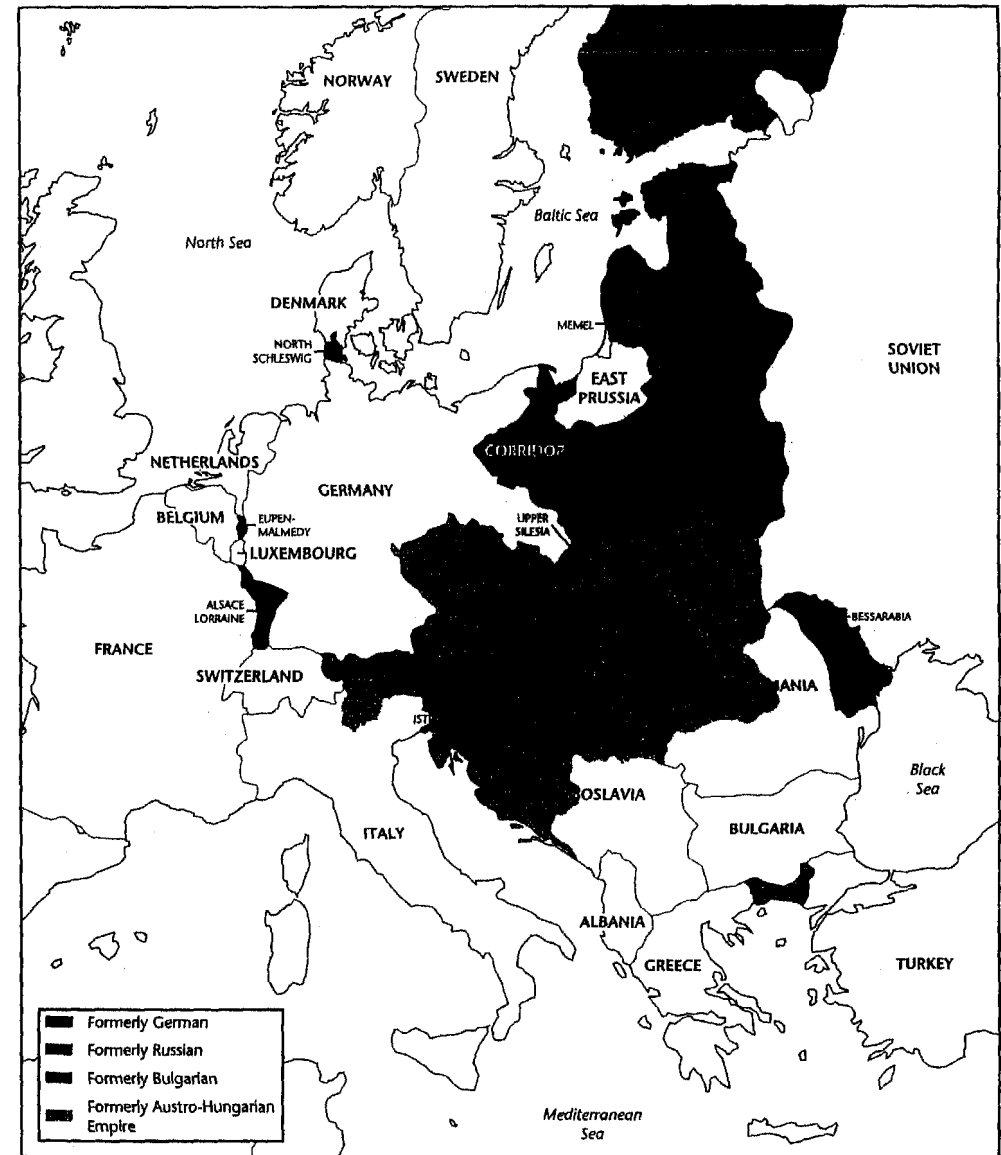 NORWAY
SWEDEN
North Sea
Baltic Sea
DENMARK
NORTH
SCHLESWIG
MEMEL
EAST
PRUSSIA
SOVIET
UNION
NETHERLANDS
GERMANY
BELGIUM
EUPEN-
MALMEDY
UPPER
SILESIA
LUXEMBOURG
ALSACE
LORRAINE
BESSARABIA
FRANCE
SWITZERLAND
MANIA
IST
OSLAVIA
Black
Sea
ITALY
BULGARIA
ALBANIA
GREECE
TURKEY
Formerly German
Formerly Russian
Formerly Bulgarian
Formerly Austro-Hungarian
Empire
Mediterranean
Sea